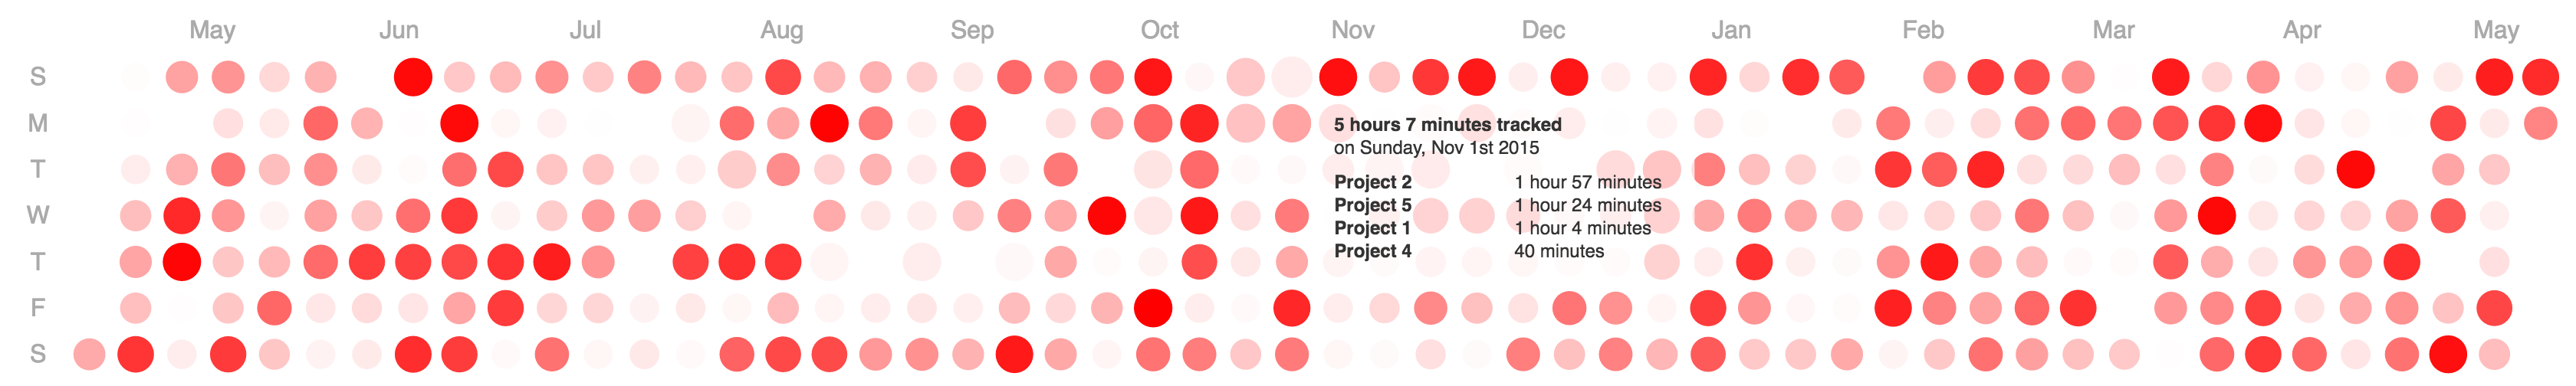 May Jun Jul Aug Sep Oct Nov Dec Jan Feb Mar Apr May
S
M
T
W
T
F
S
5 hours 7 minutes tracked
on Sunday, Nov 1st 2015
Project 2 1 hour 57 minutes
Project 5 1 hour 24 minutes
Project 1 1 hour 4 minutes
Project 4 40 minutes